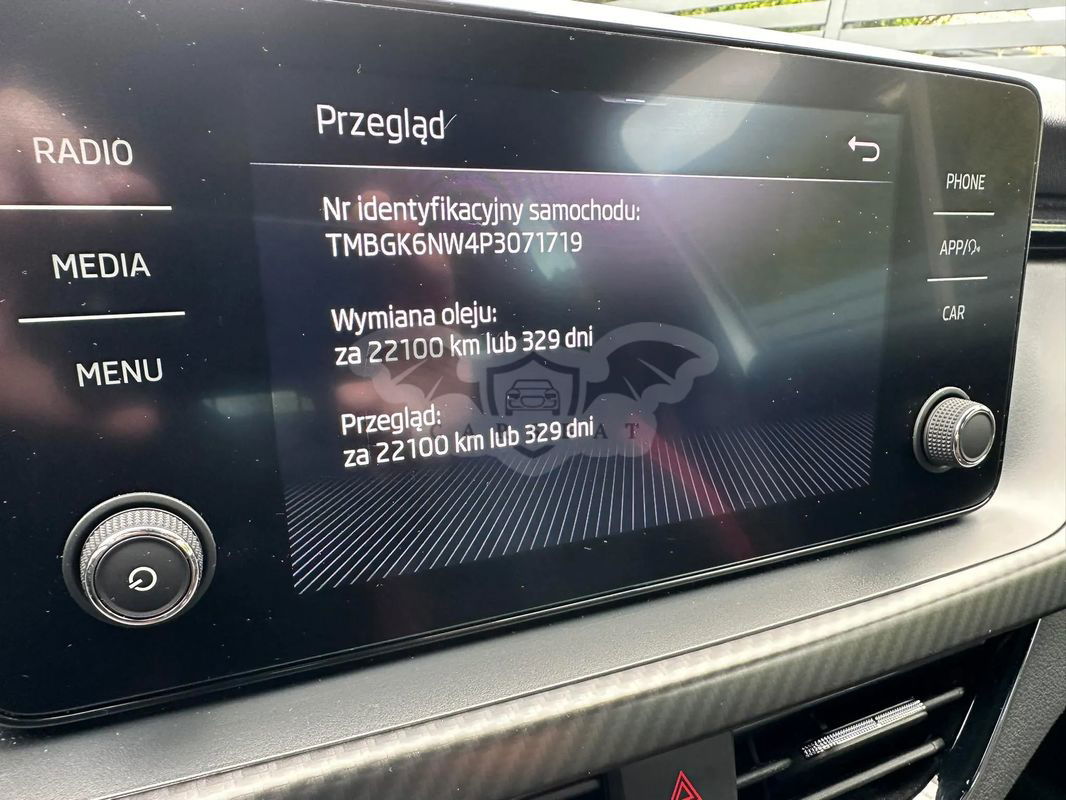 Przegląd
RADIO
MEDIA
MENU
Nr identyfikacyjny samochodu:
TMBGK6NW4P3071719
Wymiana oleju:
za 22100 km lub 329 dni
Przegląd:
za 22100 km lub 329 dni
PHONE
APP/
CAR